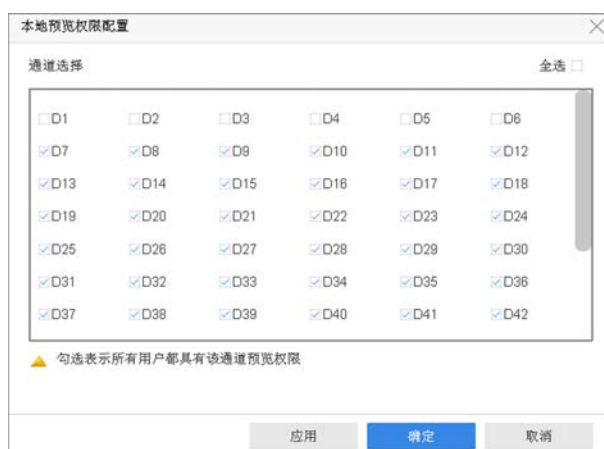 本地预览权限配置
通道选择 全选
D1 D2 D3 D4 D5 D6
D7 D8 D9 D10 D11 D12
D13 D14 D15 D16 D17 D18
D19 D20 D21 D22 D23 D24
D25 D26 D27 D28 D29 D30
D31 D32 D33 D34 D35 D36
D37 D38 D39 D40 D41 D42
勾选表示所有用户都具有该通道预览权限
应用 确定 取消